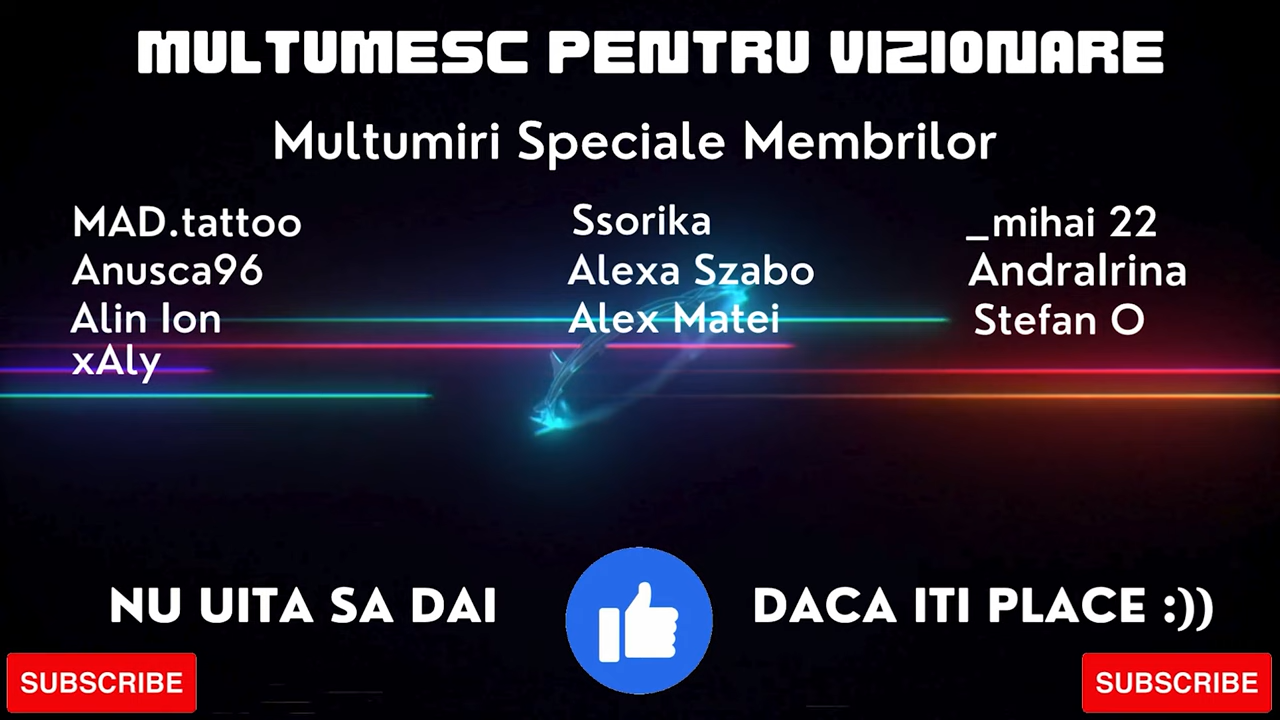 MULTUMESC PENTRU VIZIONARE
Multumiri Speciale Membrilor
MAD.tattoo
Anusca96
Alin Ion
xAly
Ssorika
Alexa Szabo
Alex Matei
_mihai 22
AndraIrina
Stefan O
NU UITA SA DAI
DACA ITI PLACE :))
SUBSCRIBE
SUBSCRIBE